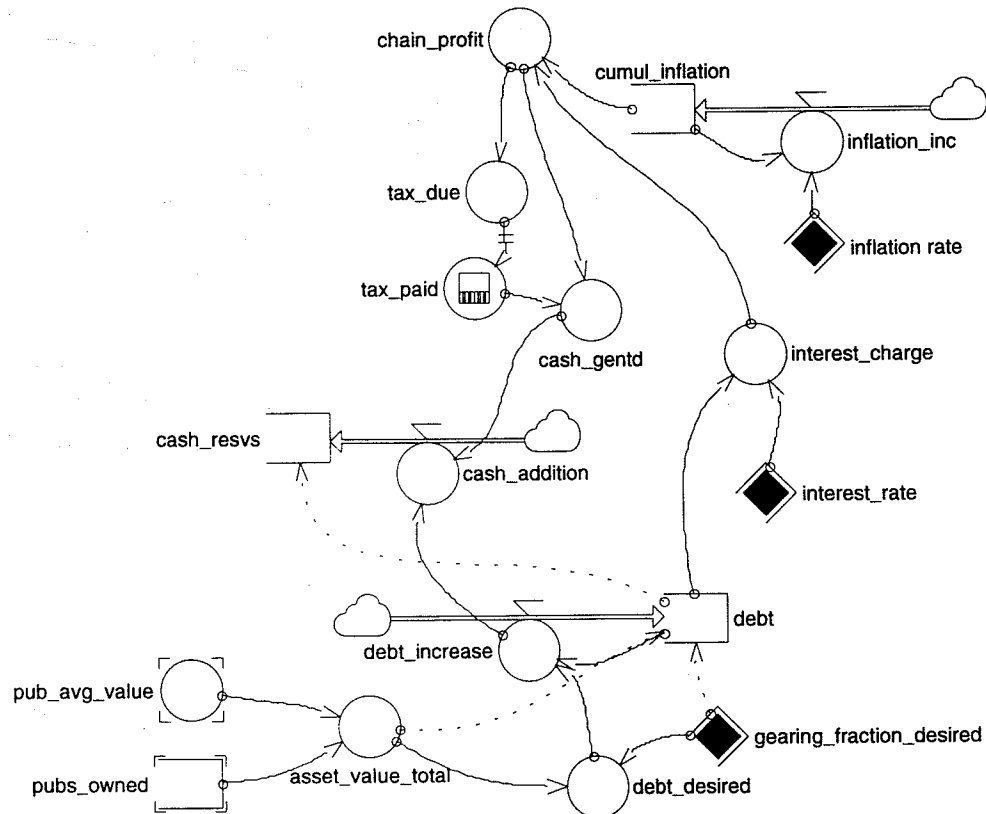 chain_profit
cumul_inflation
inflation_inc
tax_due
inflation rate
tax_paid
cash_gentd
interest_charge
cash_resvs
cash_addition
interest_rate
debt
debt_increase
pub_avg_value
gearing_fraction_desired
asset_value_total
pubs_owned
debt_desired